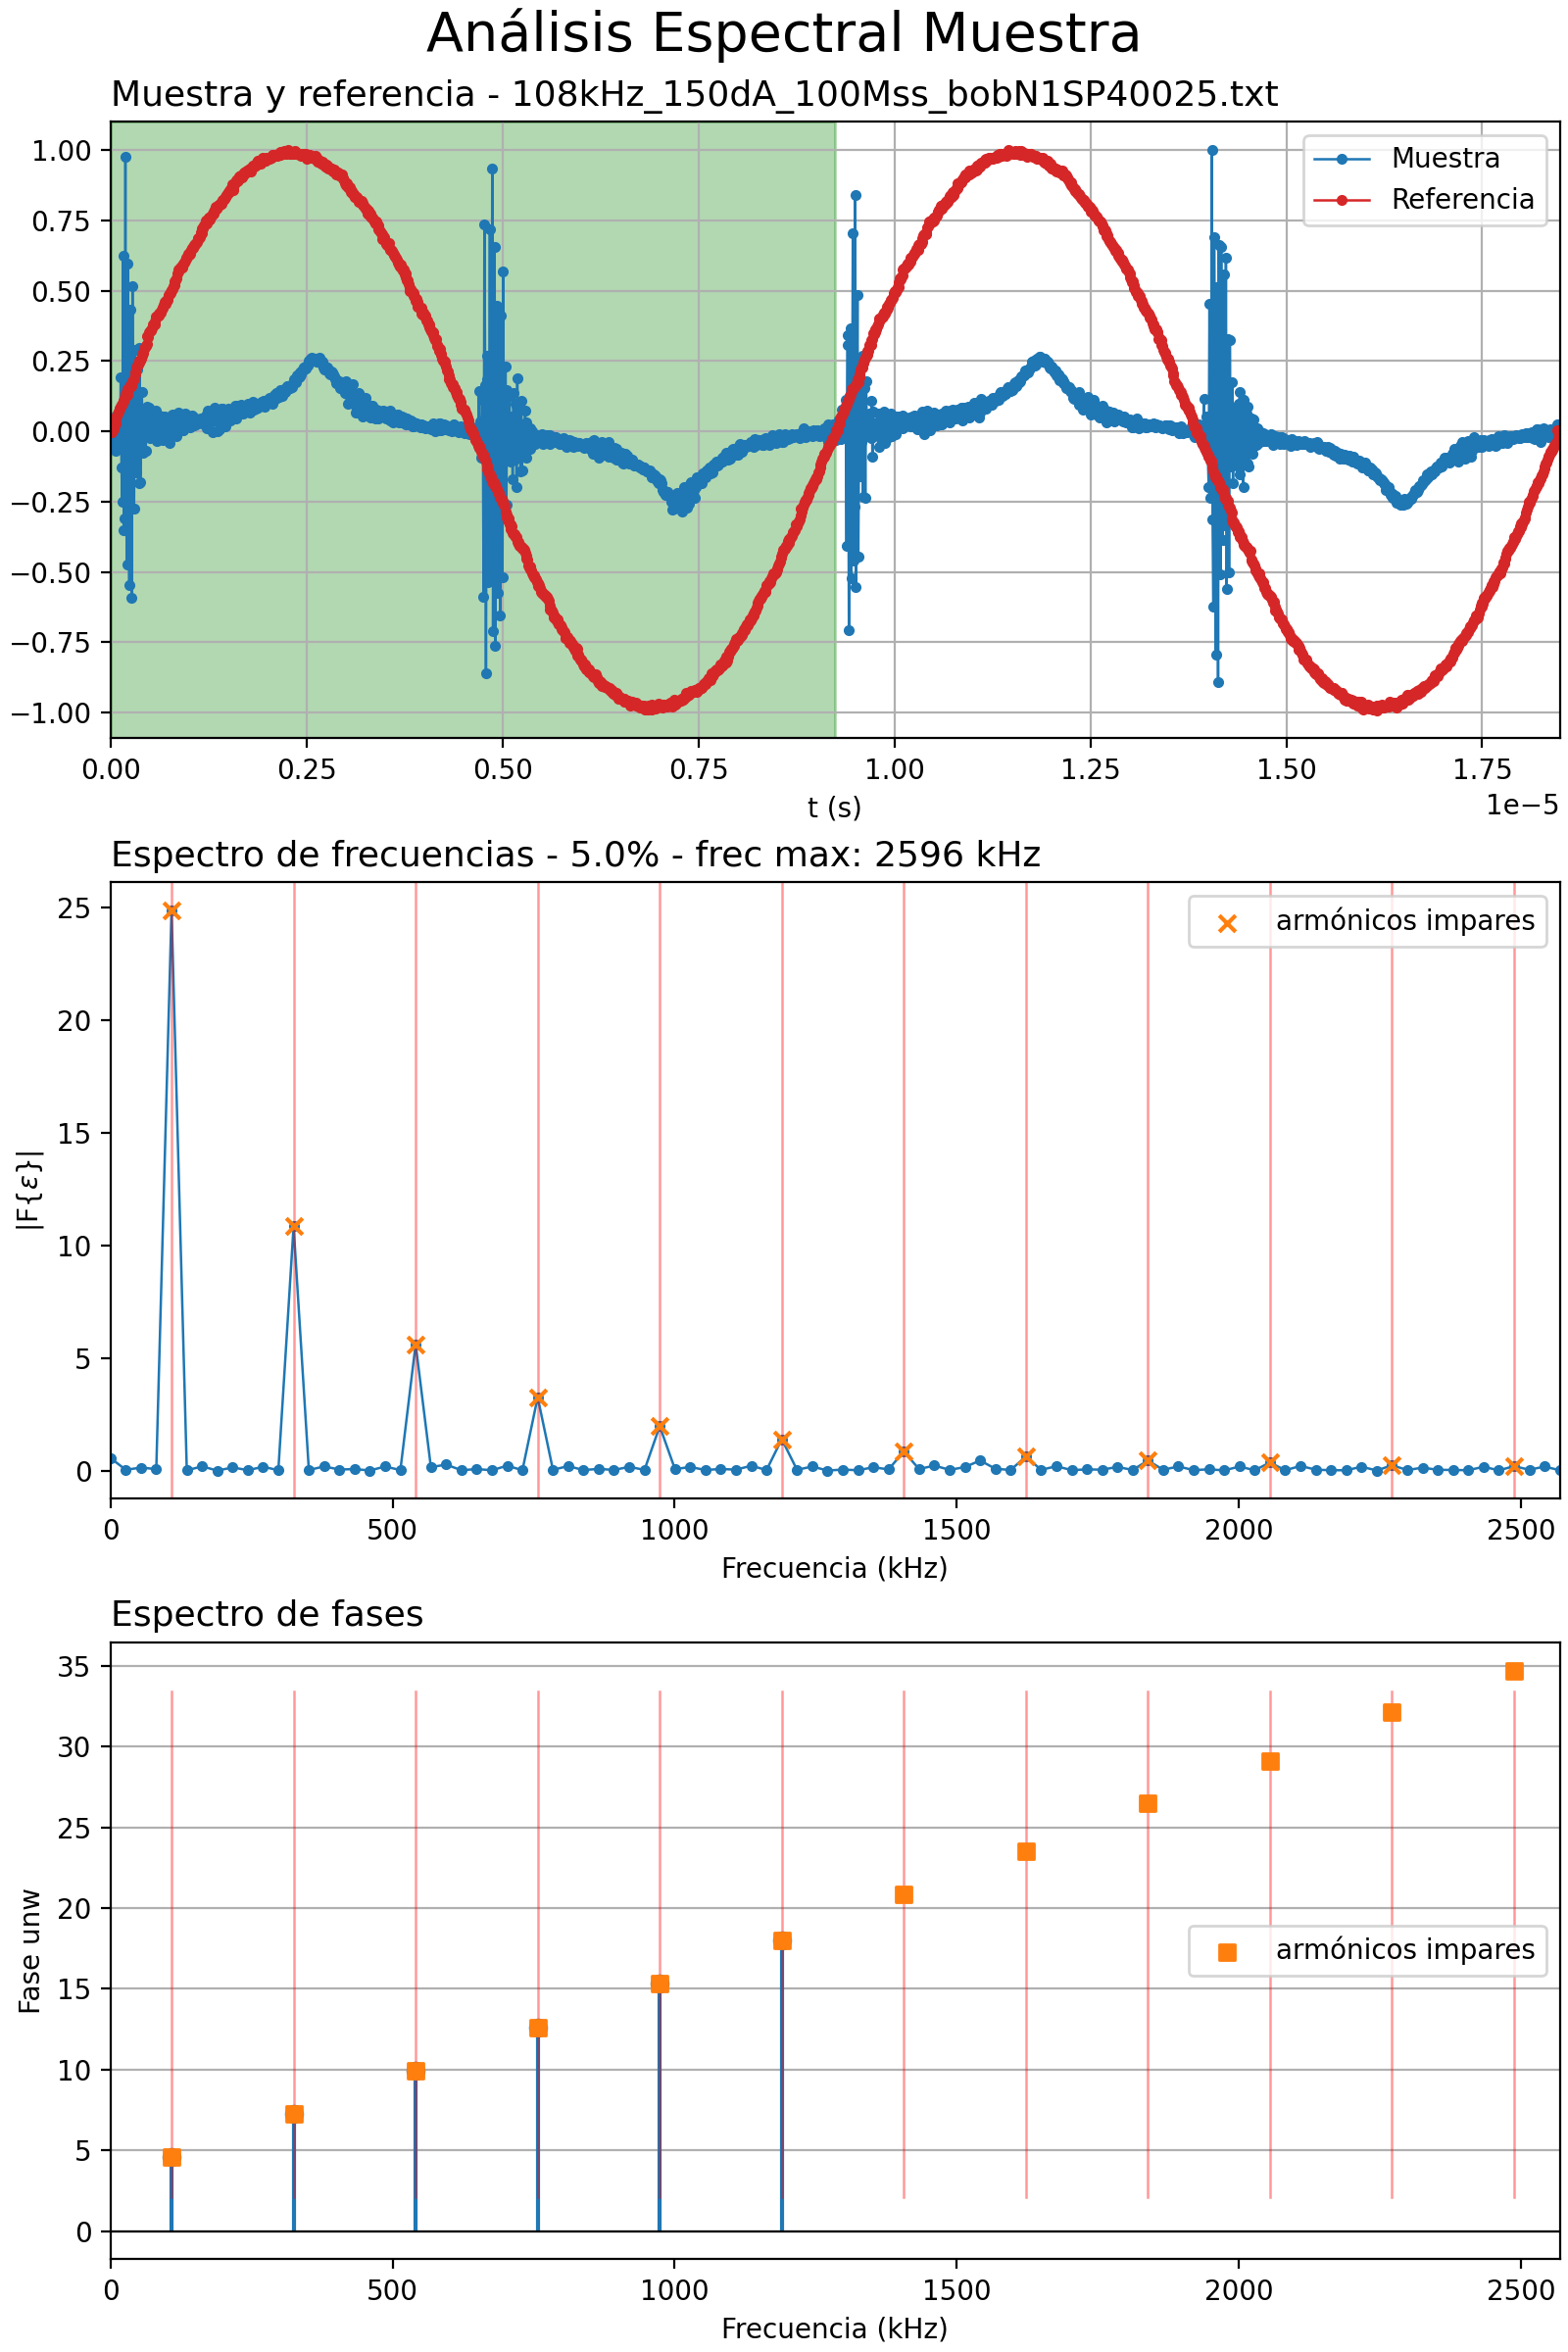 Análisis Espectral Muestra
Muestra y referencia - 108kHz_150dA_100Mss_bobN1SP40025.txt
1.00
0.75
0.50
0.25
0.00
−0.25
−0.50
−0.75
−1.00
Muestra
Referencia
0.00 0.25 0.50 0.75 1.00 1.25 1.50 1.75
1e−5
t (s)
Espectro de frecuencias - 5.0% - frec max: 2596 kHz
25
20
15
10
5
0
|F{ε}|
armónicos impares
0 500 1000 1500 2000 2500
Frecuencia (kHz)
Espectro de fases
35
30
25
20
15
10
5
0
Fase unw
armónicos impares
0 500 1000 1500 2000 2500
Frecuencia (kHz)